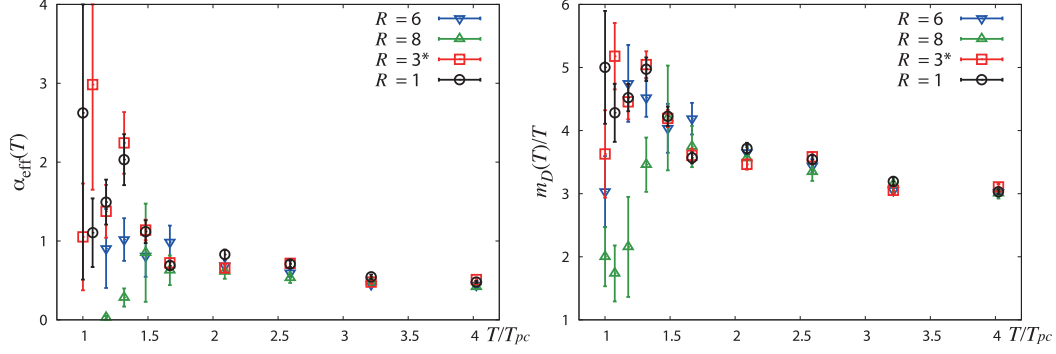 α_eff(T)
4
3
2
1
0
R = 6
R = 8
R = 3*
R = 1
1 1.5 2 2.5 3 3.5 4 T/T_pc
m_D(T)/T
6
5
4
3
2
1
R = 6
R = 8
R = 3*
R = 1
1 1.5 2 2.5 3 3.5 4 T/T_pc